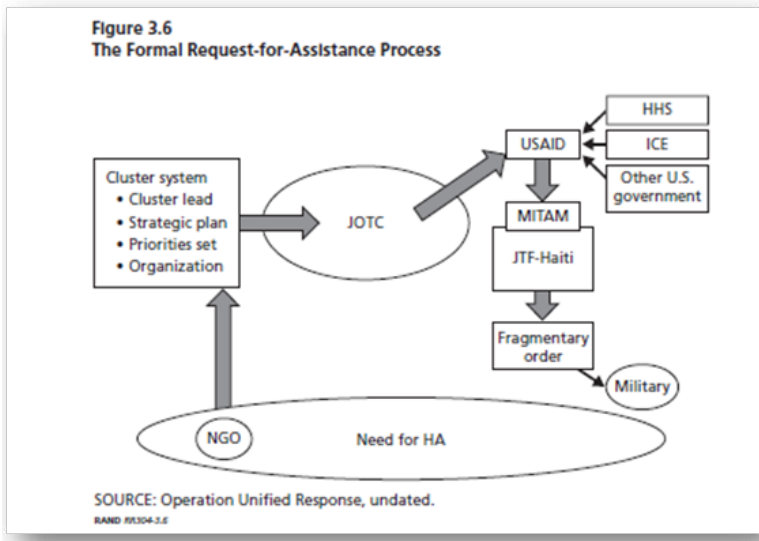 Figure 3.6
The Formal Request-for-Assistance Process
HHS
USAID
ICE
Other U.S.
government
Cluster system
• Cluster lead
• Strategic plan
• Priorities set
• Organization
JOTC
MITAM
JTF-Haiti
Fragmentary
order
Military
NGO
Need for HA
SOURCE: Operation Unified Response, undated.
RAND RR304-3.6